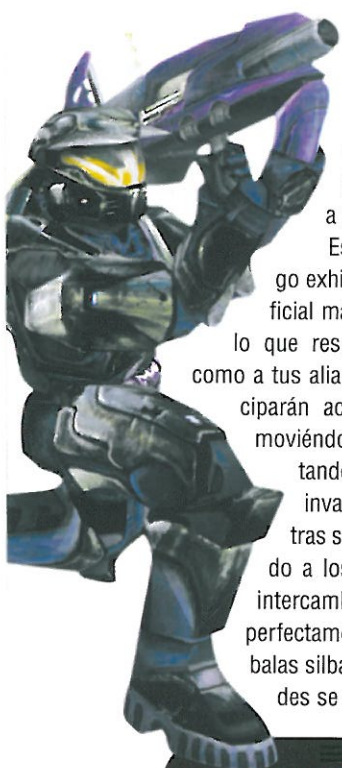 a
Es
go exhi
ficial ma
lo que res
como a tus alia
ciparán ac
moviéndo
tando
inva
tras s
do a los
intercamb
perfectame
balas silba
des se